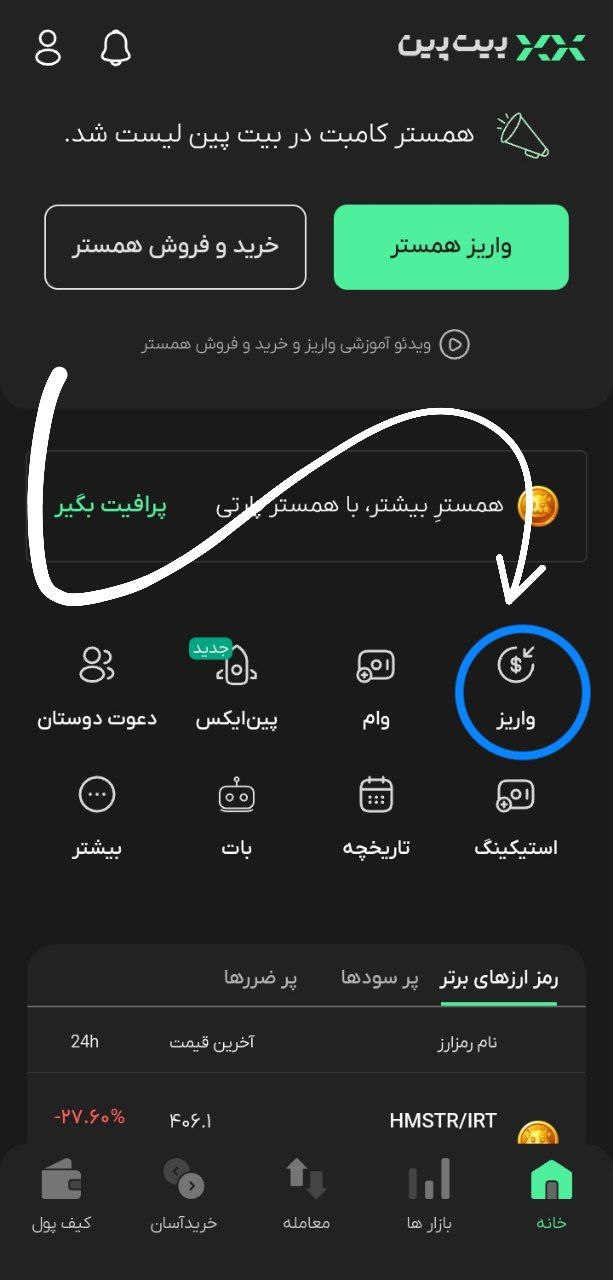 بیت‌پین
همستر کامبت در بیت پین لیست شد.
واریز همستر
خرید و فروش همستر
ویدئو آموزشی واریز و خرید و فروش همستر
همسترِ بیشتر، با همستر پارتی
پرافیت بگیر
واریز
وام
جدید
پین‌ایکس
دعوت دوستان
استیکینگ
تاریخچه
بات
بیشتر
رمز ارزهای برتر
پر سودها
پر ضررها
نام رمزارز
آخرین قیمت
24h
HMSTR/IRT
۴۰۶.۱
-۲۷.۶۰%
خانه
بازار ها
معامله
خریدآسان
کیف پول